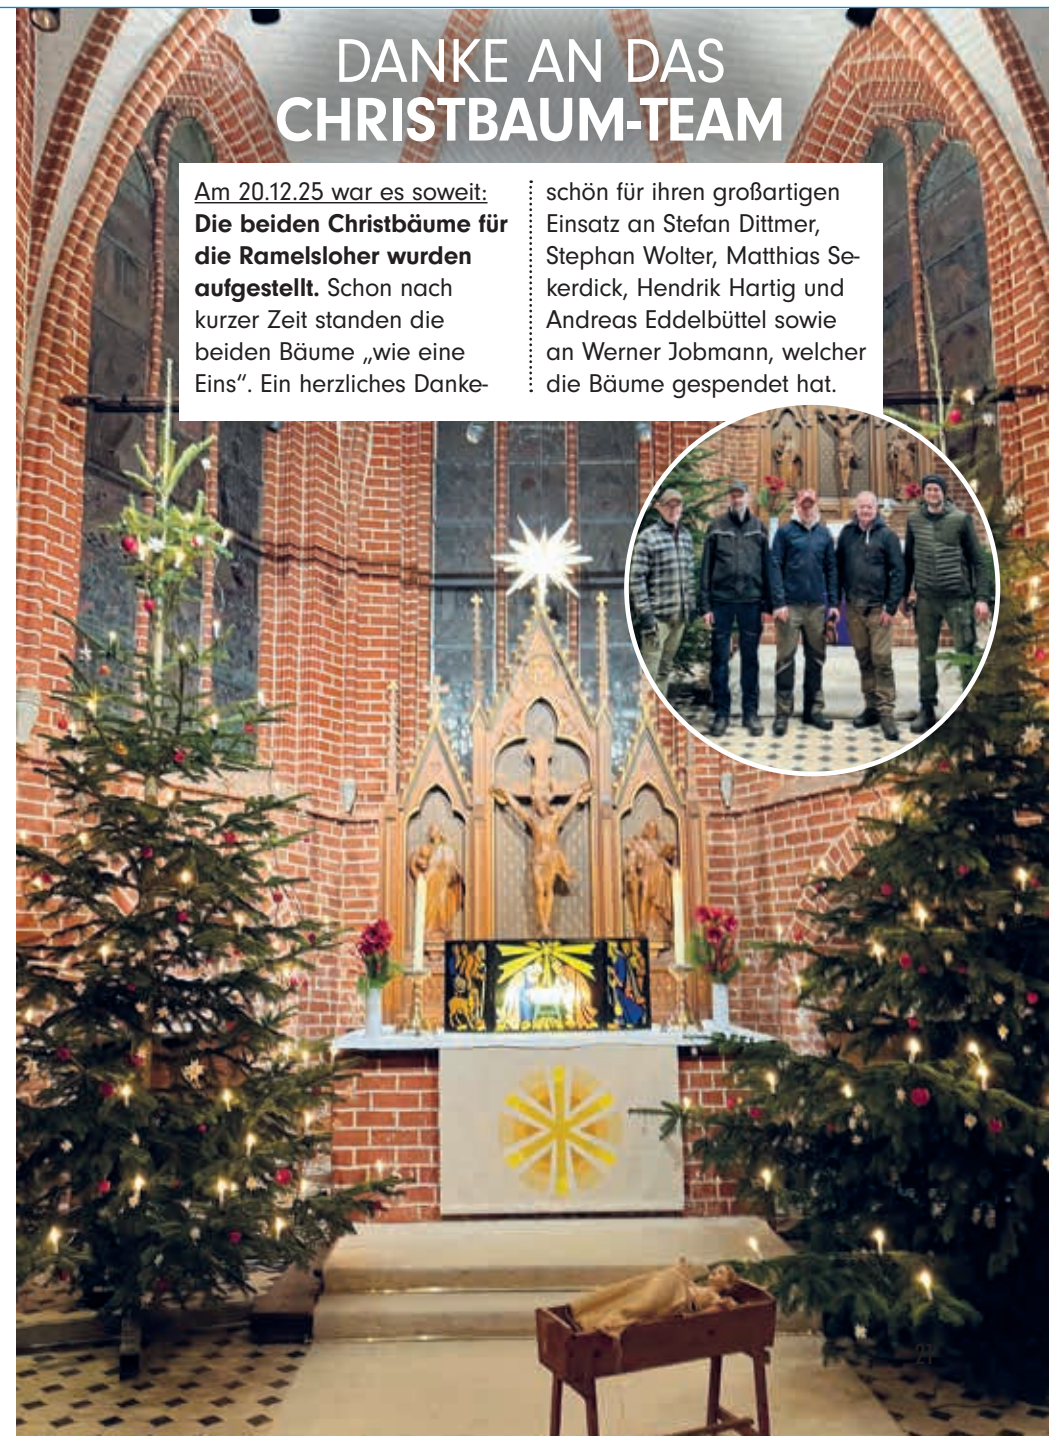 DANKE AN DAS
CHRISTBAUM-TEAM
Am 20.12.25 war es soweit:
Die beiden Christbäume für
die Ramelsloher wurden
aufgestellt. Schon nach
kurzer Zeit standen die
beiden Bäume „wie eine
Eins“. Ein herzliches Danke-
schön für ihren großartigen
Einsatz an Stefan Dittmer,
Stephan Wolter, Matthias Se-
kerdick, Hendrik Hartig und
Andreas Eddelbüttel sowie
an Werner Jobmann, welcher
die Bäume gespendet hat.
21